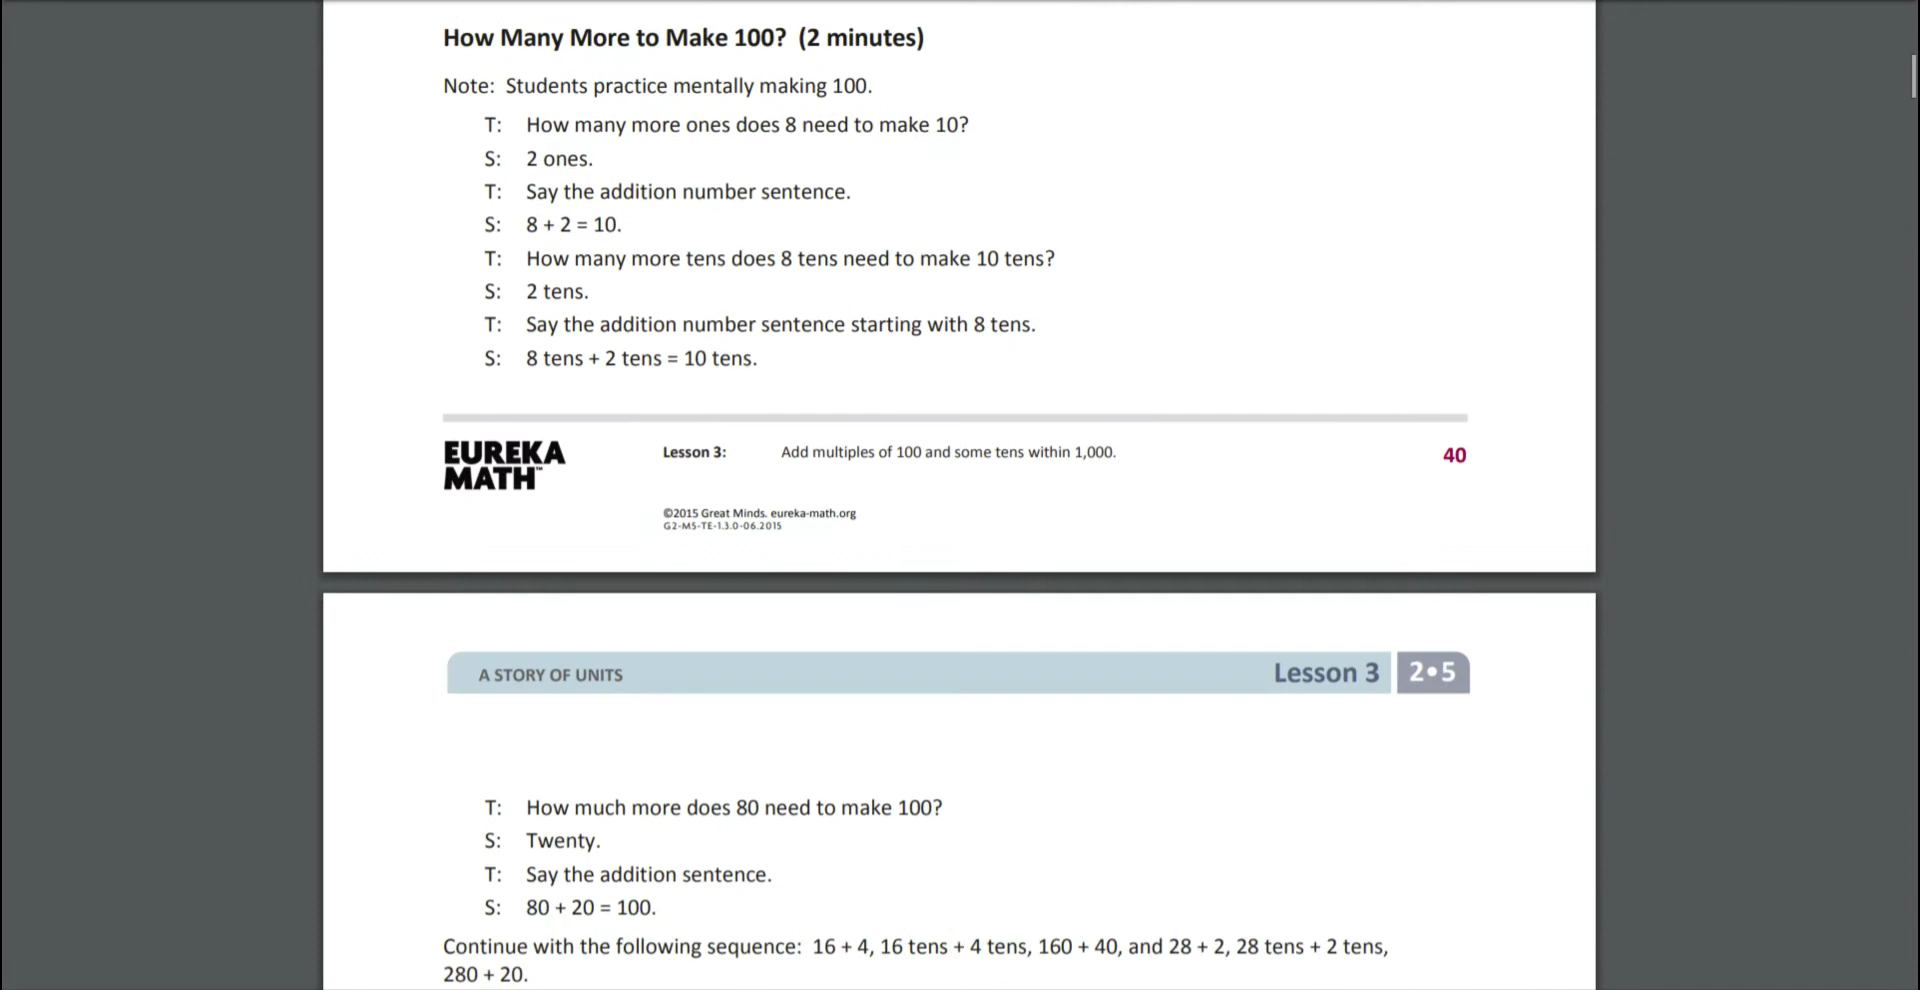 How Many More to Make 100? (2 minutes)
Note: Students practice mentally making 100.
T: How many more ones does 8 need to make 10?
S: 2 ones.
T: Say the addition number sentence.
S: 8 + 2 = 10.
T: How many more tens does 8 tens need to make 10 tens?
S: 2 tens.
T: Say the addition number sentence starting with 8 tens.
S: 8 tens + 2 tens = 10 tens.
EUREKA
MATH™
Lesson 3: Add multiples of 100 and some tens within 1,000.
40
©2015 Great Minds. eureka-math.org
G2-M5-TE-1.3.0-06.2015
A STORY OF UNITS
Lesson 3
2•5
T: How much more does 80 need to make 100?
S: Twenty.
T: Say the addition sentence.
S: 80 + 20 = 100.
Continue with the following sequence: 16 + 4, 16 tens + 4 tens, 160 + 40, and 28 + 2, 28 tens + 2 tens,
280 + 20.